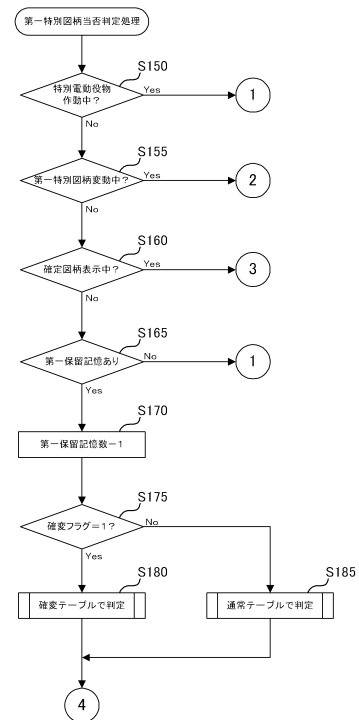 第一特別図柄当否判定処理
S150
特別電動役物
作動中？
Yes
1
No
S155
第一特別図柄変動中？
Yes
2
No
S160
確定図柄表示中？
Yes
3
No
S165
第一保留記憶あり
No
1
Yes
S170
第一保留記憶数－1
S175
確変フラグ＝1？
No
Yes
S180
確変テーブルで判定
S185
通常テーブルで判定
4